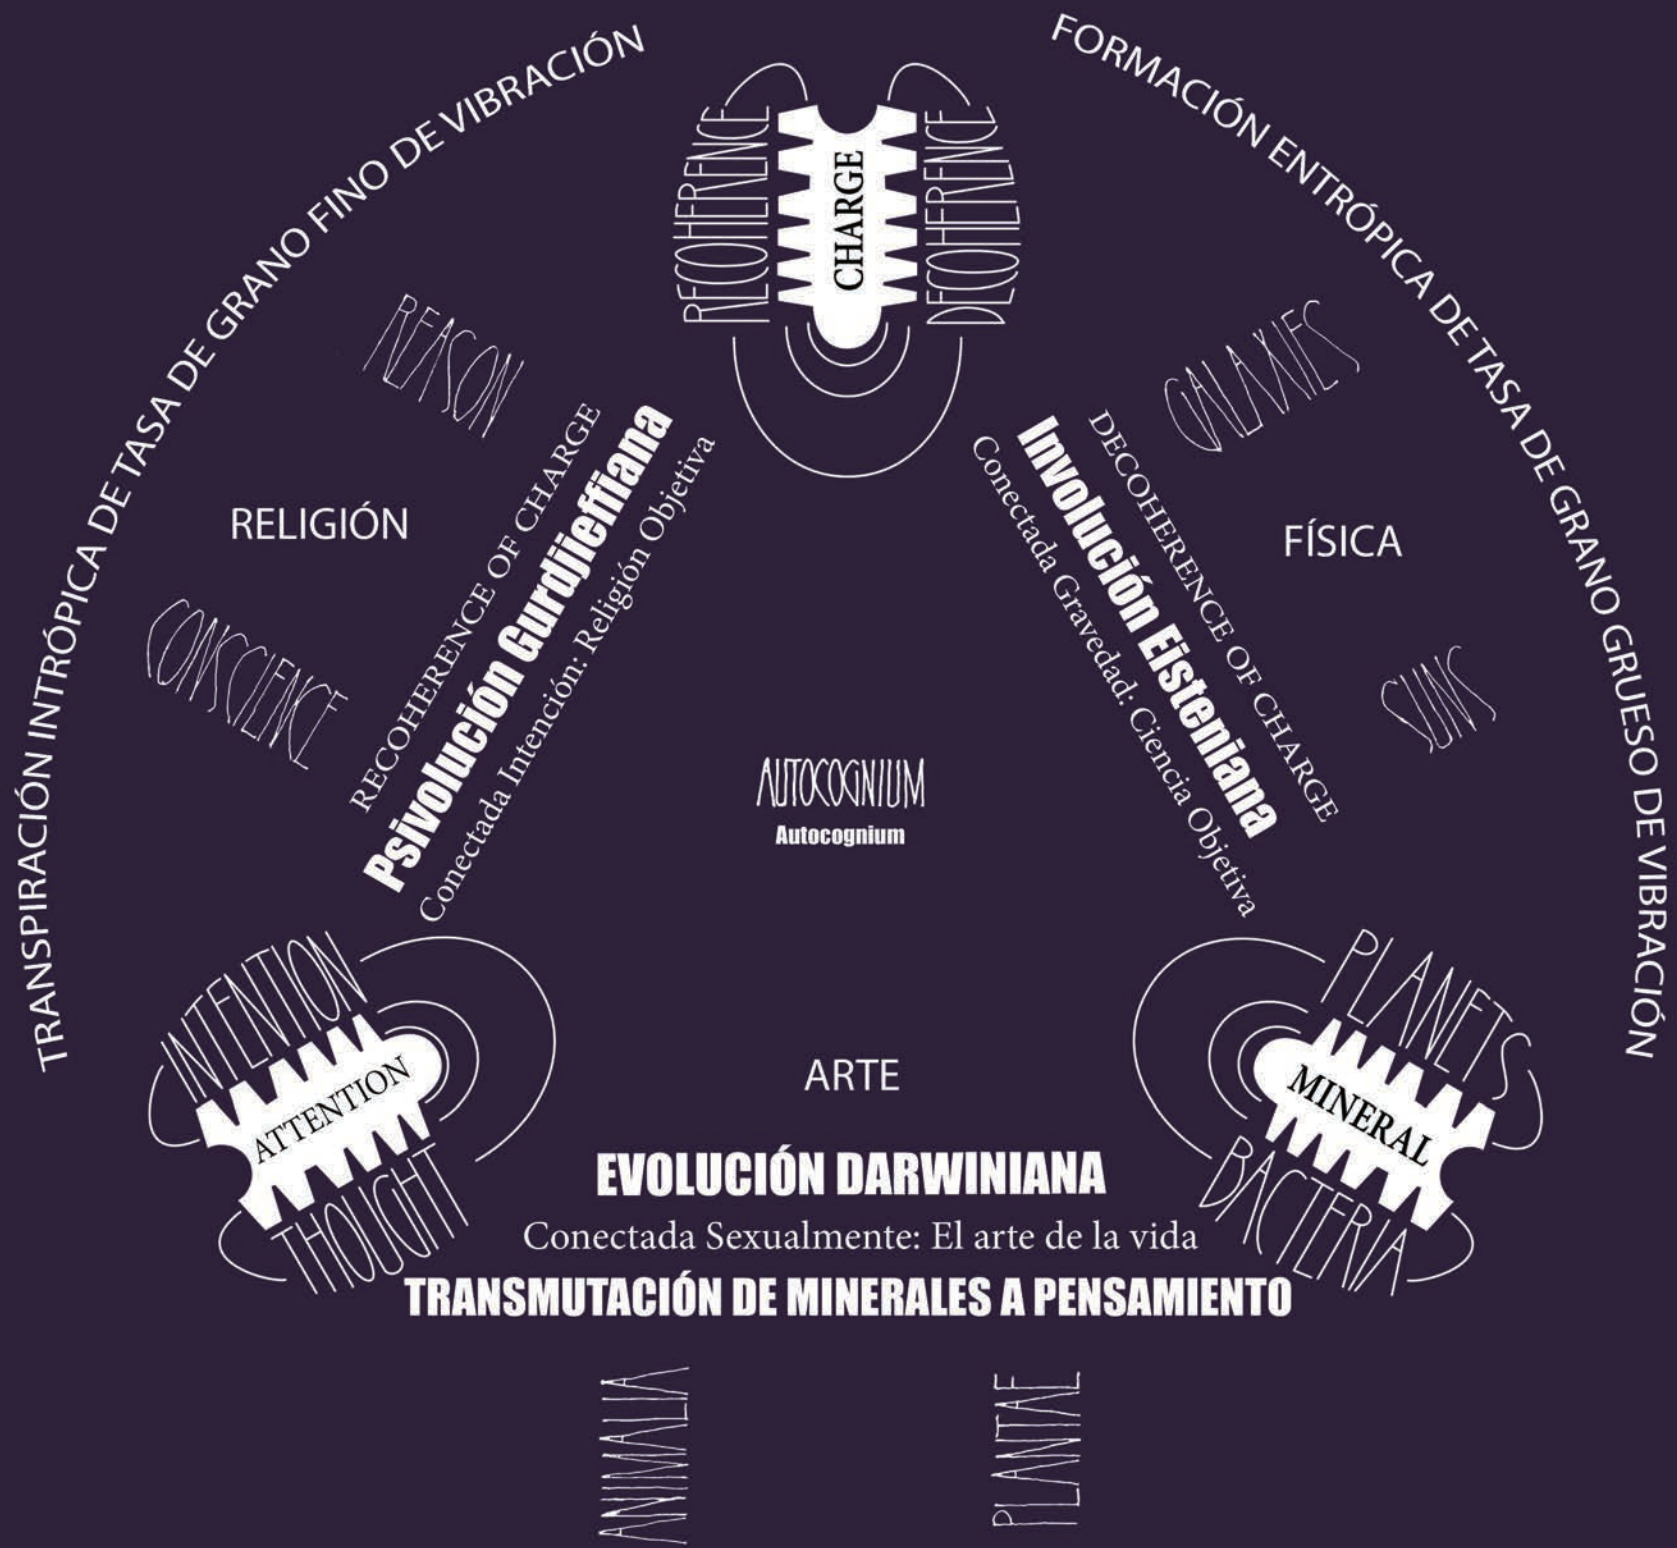 TRANSPIRACIÓN INTRÓPICA DE TASA DE GRANO FINO DE VIBRACIÓN
FORMACIÓN ENTRÓPICA DE TASA DE GRANO GRUESO DE VIBRACIÓN
RECOHERENCE
CHARGE
DECOHERENCE
REASON
GALAXIES
RELIGIÓN
FÍSICA
CONSCIENCE
SUNS
RECOHERENCE OF CHARGE
Psivolución Gurdjieffiana
Conectada Intención: Religión Objetiva
DECOHERENCE OF CHARGE
Involución Eisteniana
Conectada Gravedad: Ciencia Objetiva
AUTOCOGNIUM
Autocognium
INTENTION
ATTENTION
THOUGHT
PLANETS
MINERAL
BACTERIA
ARTE
EVOLUCIÓN DARWINIANA
Conectada Sexualmente: El arte de la vida
TRANSMUTACIÓN DE MINERALES A PENSAMIENTO
ANIMALIA
PLANTAE